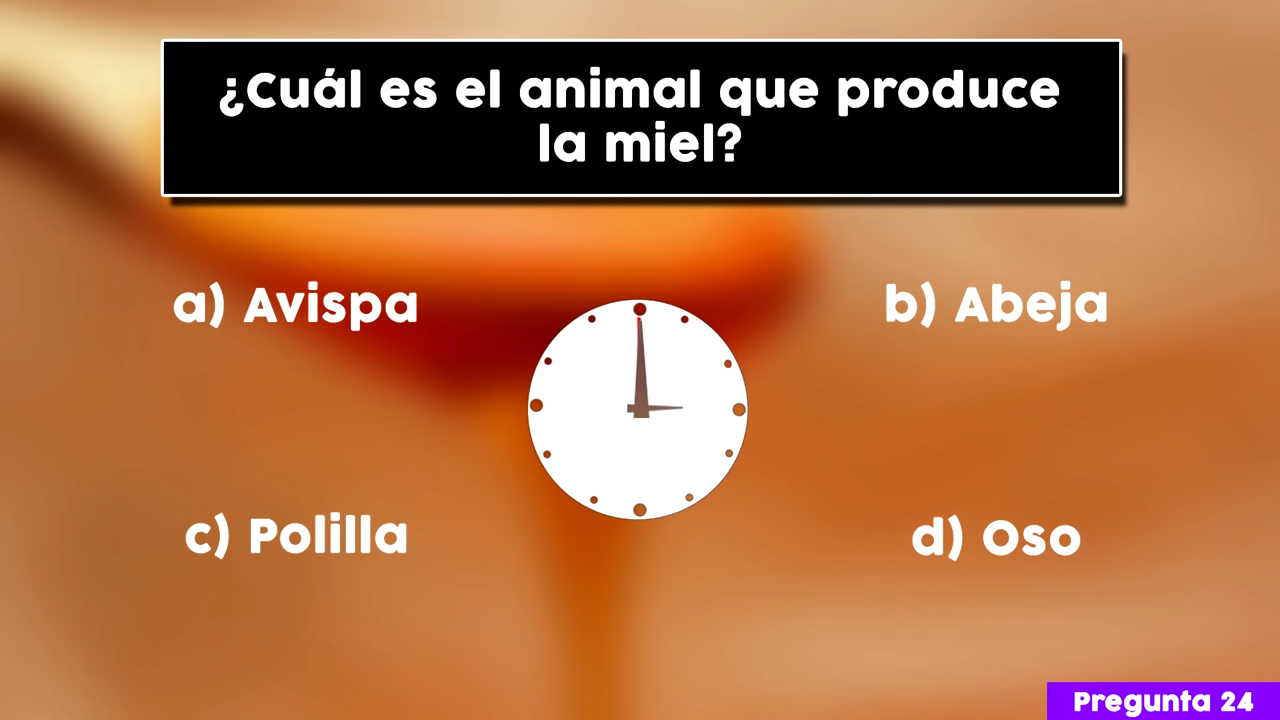 ¿Cuál es el animal que produce
la miel?
a) Avispa
b) Abeja
c) Polilla
d) Oso
Pregunta 24